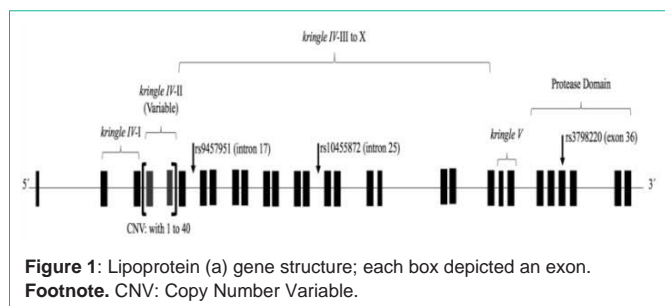 kringle IV-III to X
kringle IV-II
(Variable)
Protease Domain
kringle IV-I
kringle V
rs9457951 (intron 17)
rs10455872 (intron 25)
rs3798220 (exon 36)
5´
3´
CNV: with 1 to 40
Figure 1: Lipoprotein (a) gene structure; each box depicted an exon.
Footnote. CNV: Copy Number Variable.